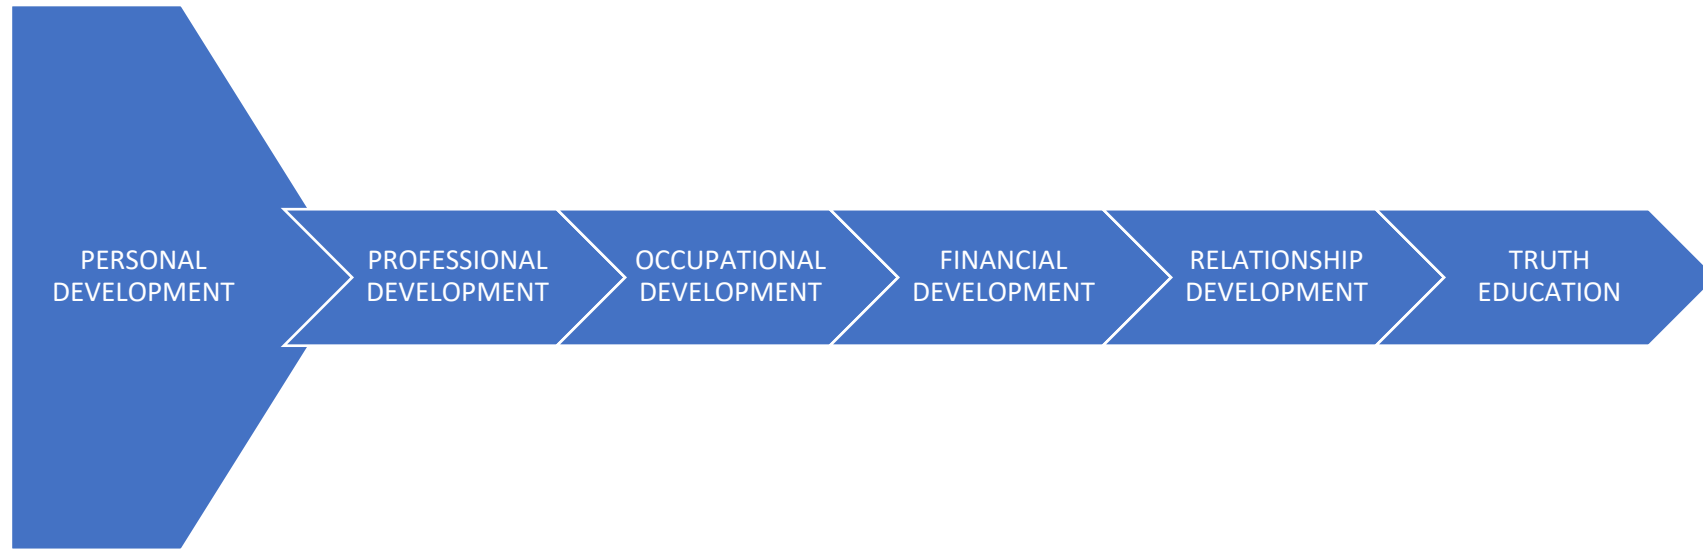 PERSONAL
DEVELOPMENT
PROFESSIONAL
DEVELOPMENT
OCCUPATIONAL
DEVELOPMENT
FINANCIAL
DEVELOPMENT
RELATIONSHIP
DEVELOPMENT
TRUTH
EDUCATION